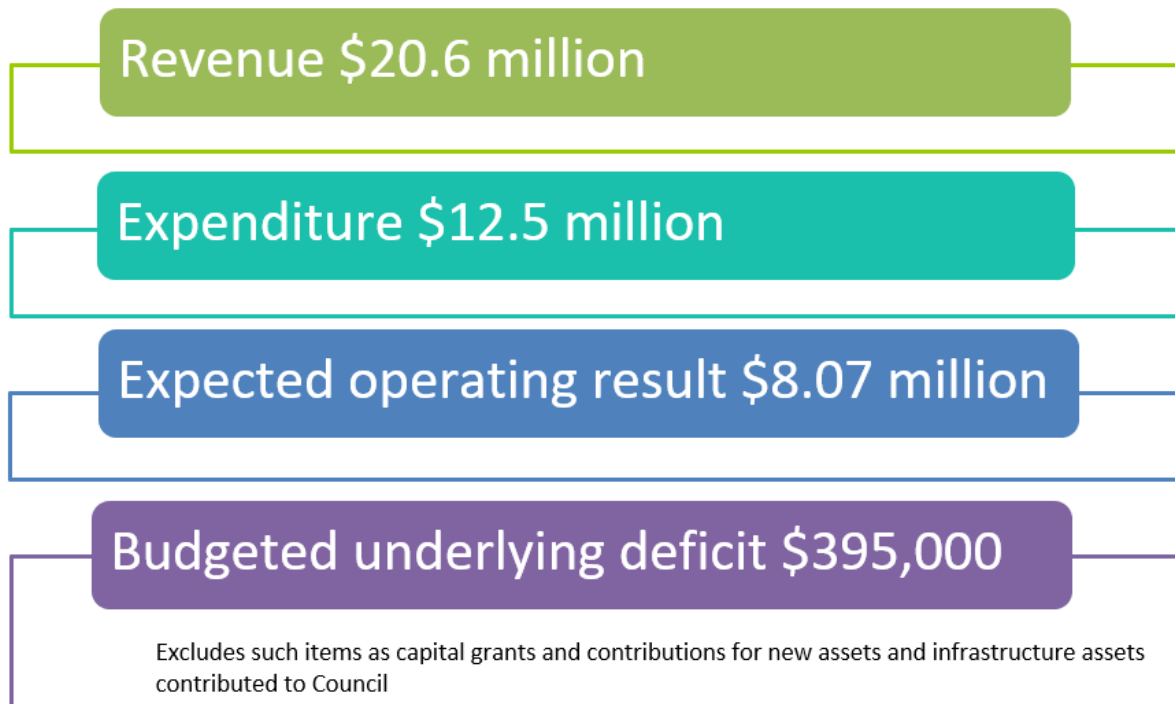 Revenue $20.6 million
Expenditure $12.5 million
Expected operating result $8.07 million
Budgeted underlying deficit $395,000
Excludes such items as capital grants and contributions for new assets and infrastructure assets
contributed to Council